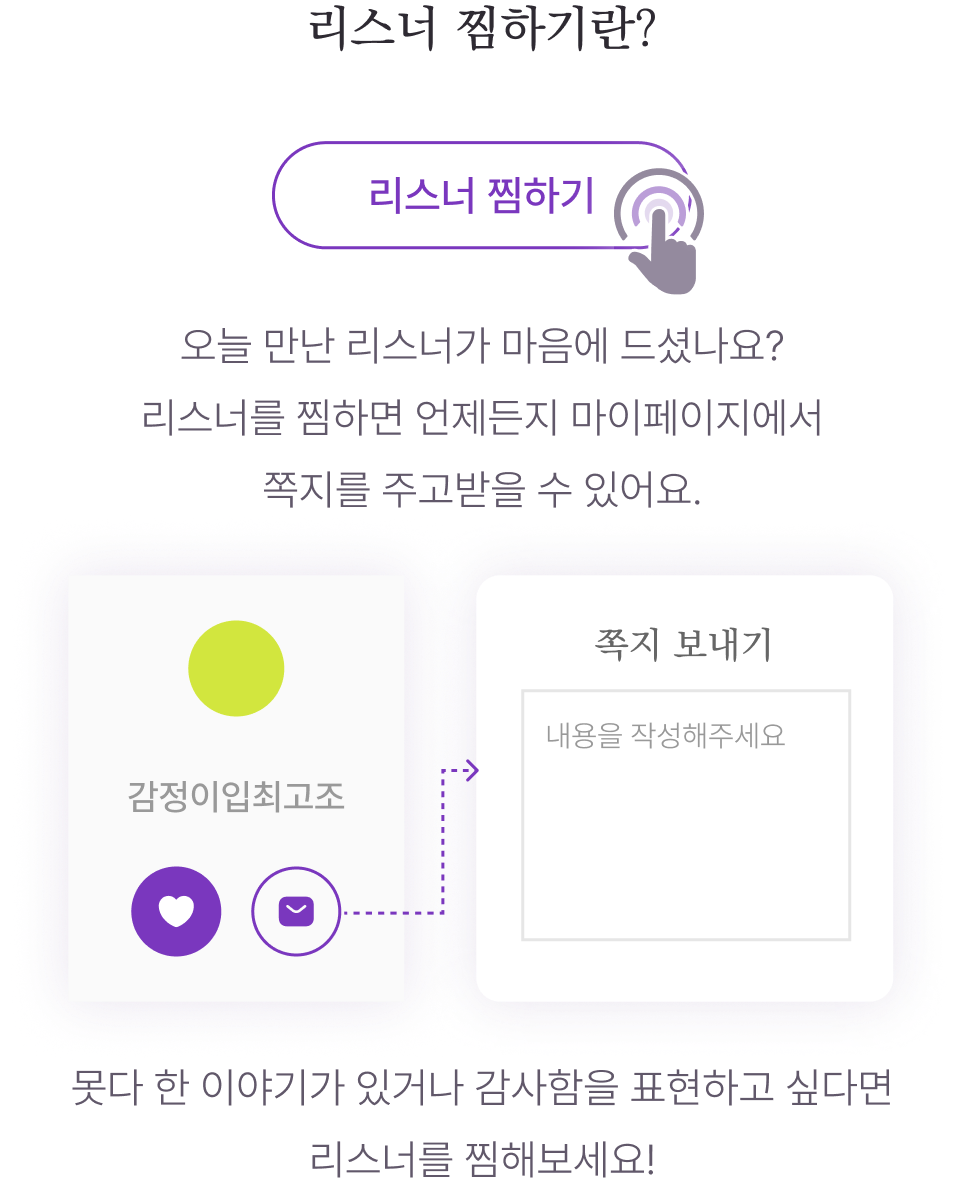 리스너 찜하기란?
리스너 찜하기
오늘 만난 리스너가 마음에 드셨나요?
리스너를 찜하면 언제든지 마이페이지에서
쪽지를 주고받을 수 있어요.
감정이입최고조
쪽지 보내기
내용을 작성해주세요
못다 한 이야기가 있거나 감사함을 표현하고 싶다면
리스너를 찜해보세요!